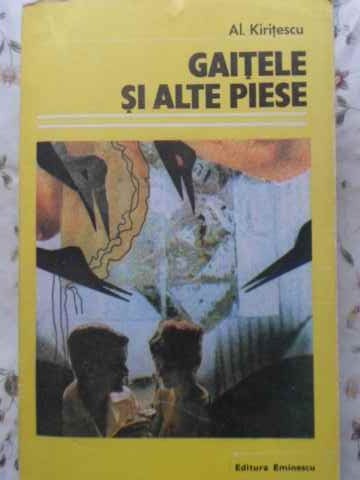 Al. Kirițescu
GAIȚELE
ȘI ALTE PIESE
Editura Eminescu